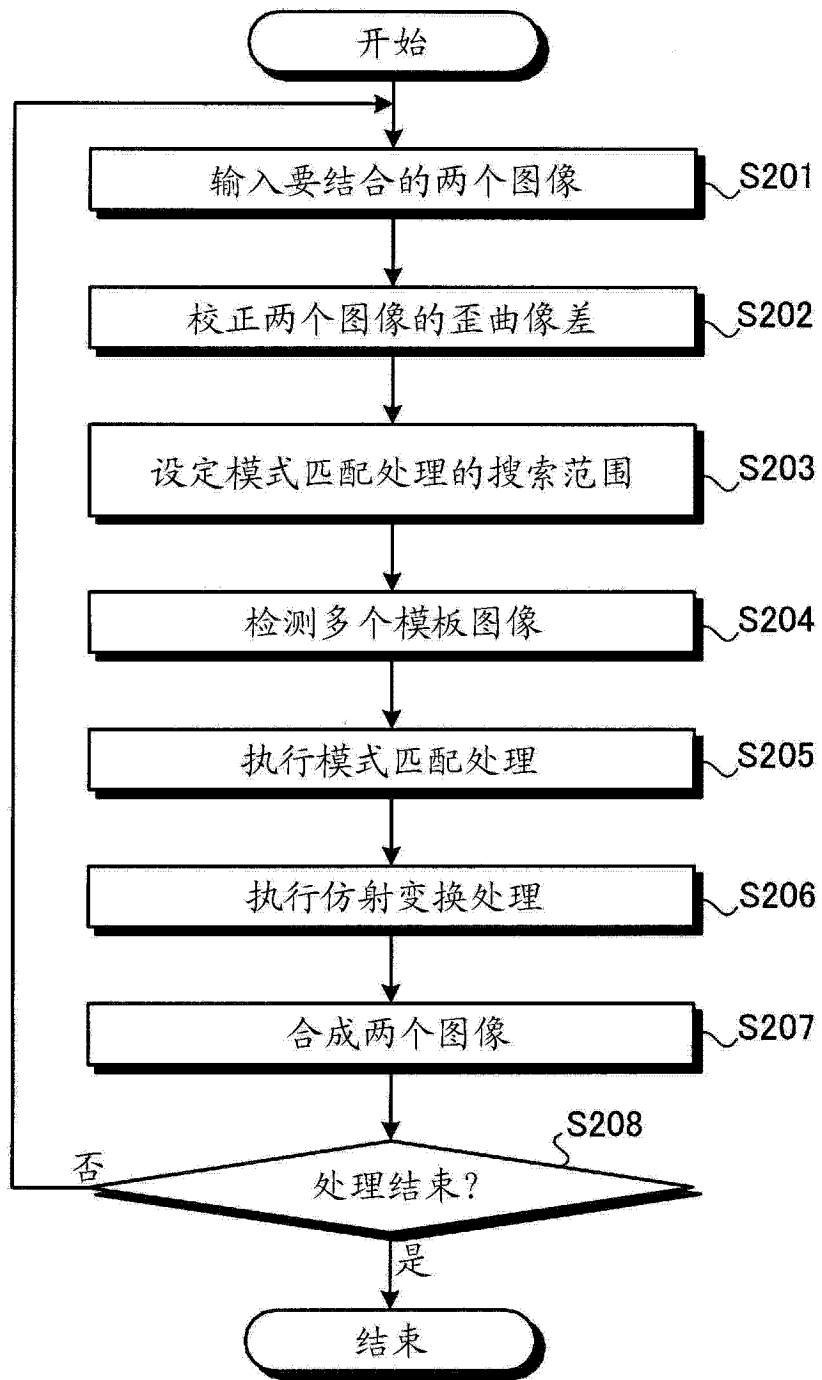 开始
输入要结合的两个图像
S201
校正两个图像的歪曲像差
S202
设定模式匹配处理的搜索范围
S203
检测多个模板图像
S204
执行模式匹配处理
S205
执行仿射变换处理
S206
合成两个图像
S207
S208
否
处理结束?
是
结束